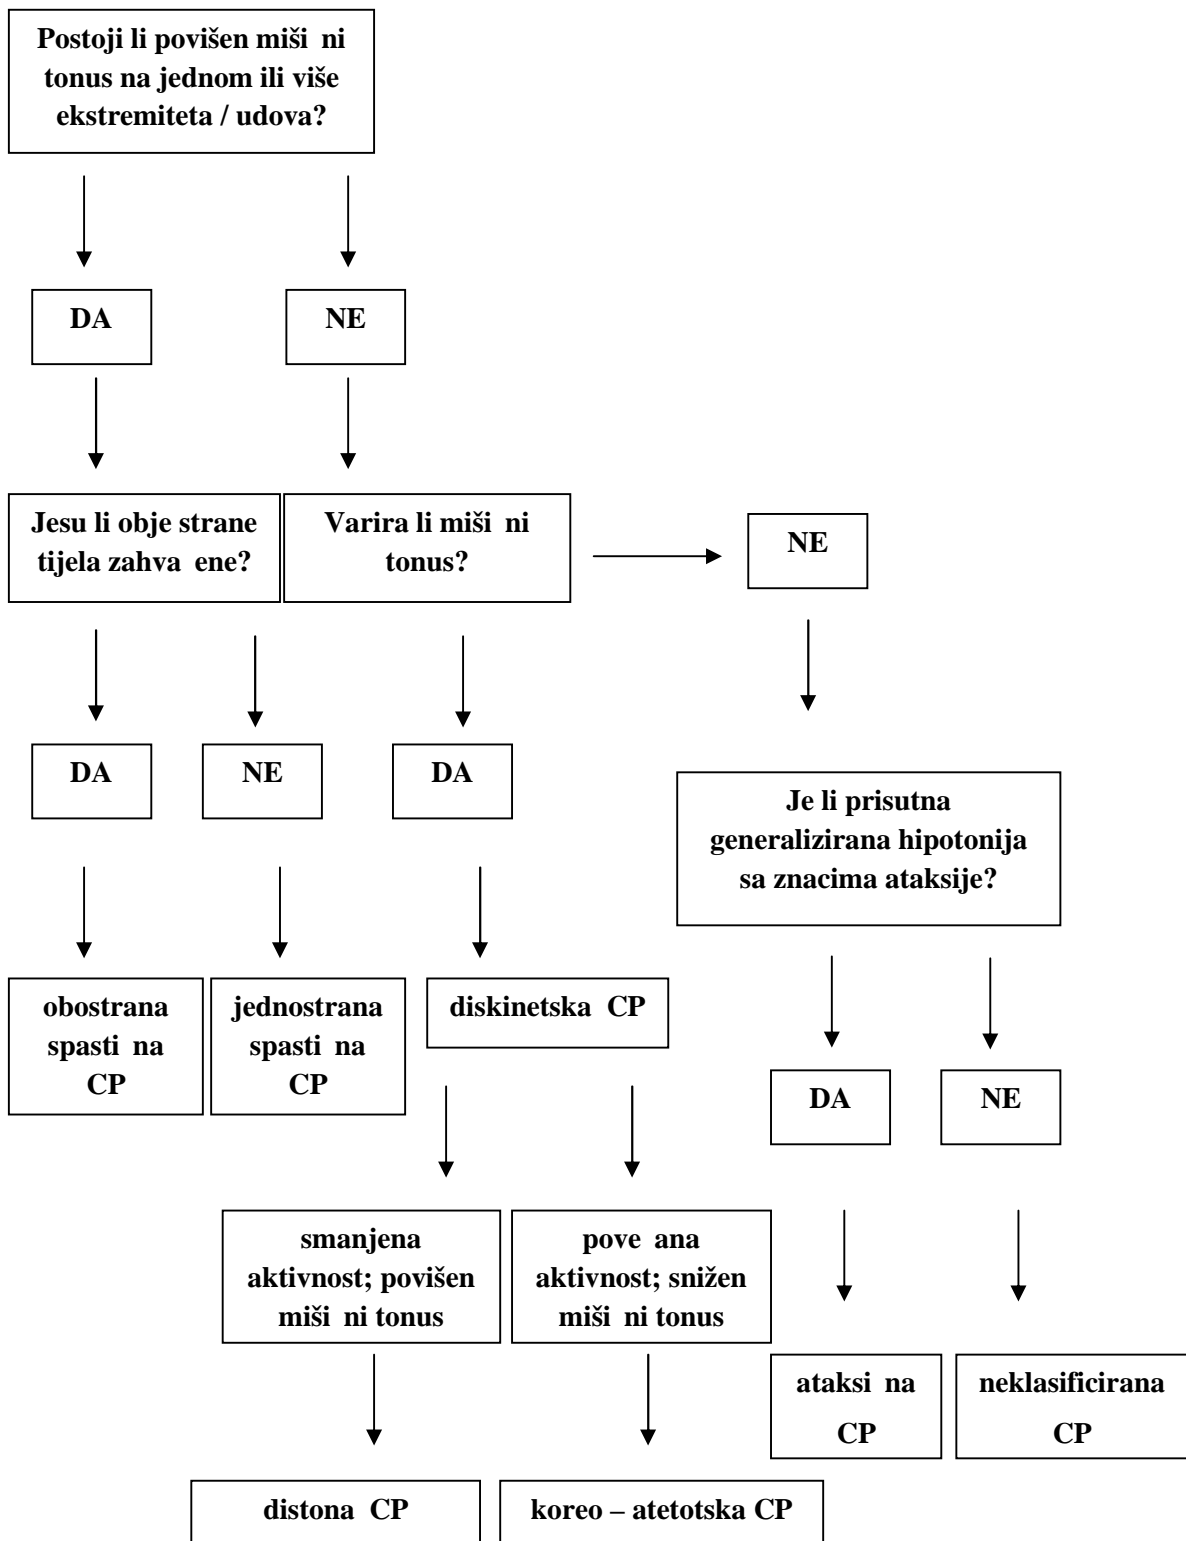 Postoji li povišen miši ni
tonus na jednom ili više
ekstremiteta / udova?
DA
NE
Jesu li obje strane
tijela zahva ene?
Varira li miši ni
tonus?
NE
DA
NE
DA
Je li prisutna
generalizirana hipotonija
sa znacima ataksije?
obostrana
spasti na
CP
jednostrana
spasti na
CP
diskinetska CP
DA
NE
smanjena
aktivnost; povišen
miši ni tonus
pove ana
aktivnost; snižen
miši ni tonus
ataksi na
CP
neklasificirana
CP
distona CP
koreo – atetotska CP